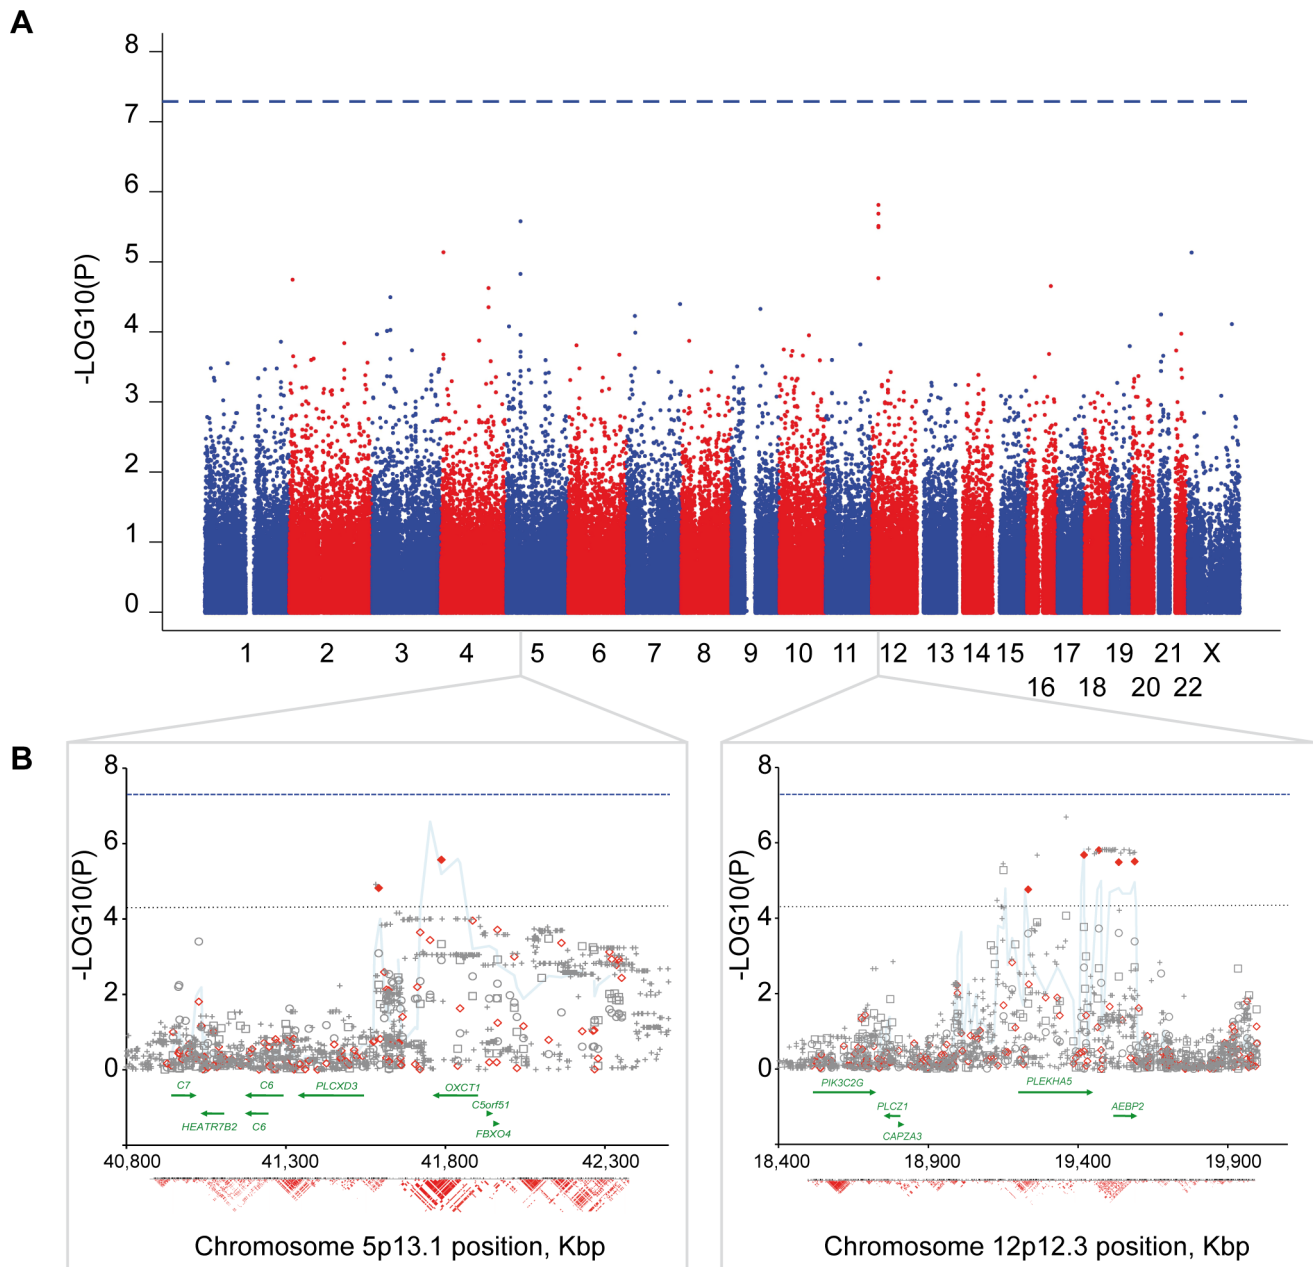 A
8
7
6
5
4
3
2
1
0
-LOG10(P)
1 2 3 4 5 6 7 8 9 10 11 12 13 14 15 17 19 21 X
16 18 20 22
B
8
6
4
2
0
-LOG10(P)
C7 C6 PLCXD3 OXCT1
C5orf51
HEATR7B2 C6 FBXO4
40,800 41,300 41,800 42,300
Chromosome 5p13.1 position, Kbp
8
6
4
2
0
-LOG10(P)
PIK3C2G PLEKHA5
PLCZ1 AEBP2
CAPZA3
18,400 18,900 19,400 19,900
Chromosome 12p12.3 position, Kbp